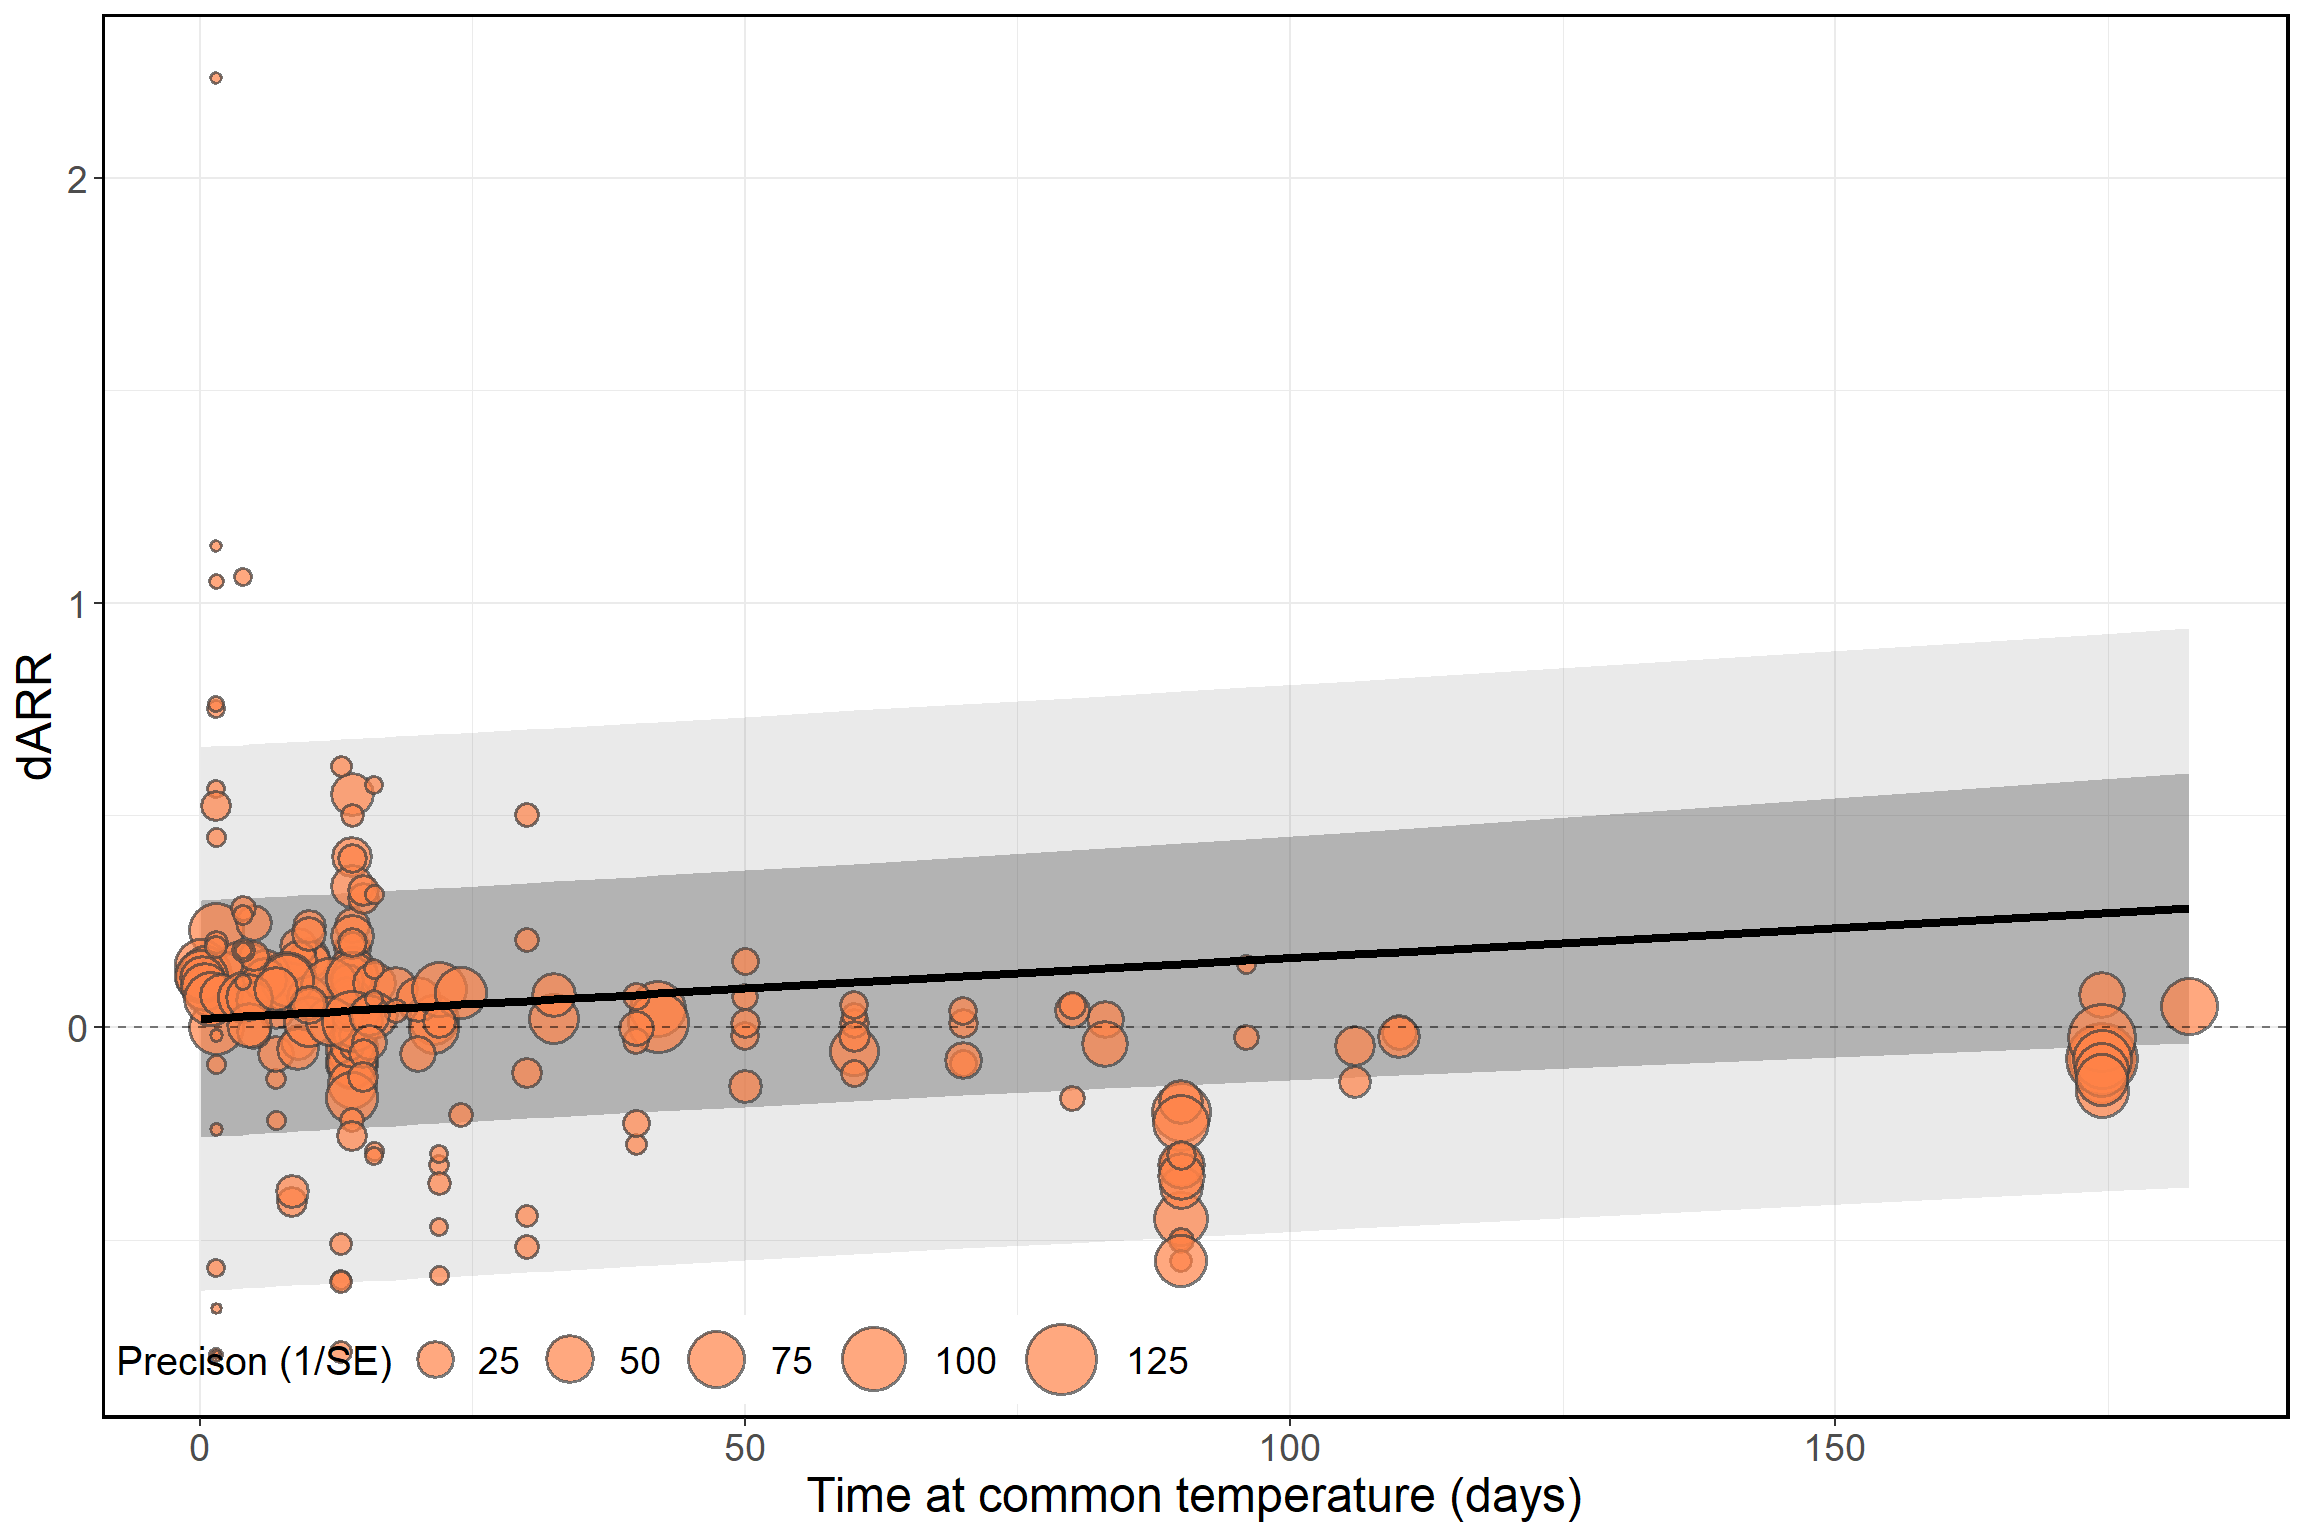 2
1
0
dARR
Precison (1/SE) 25 50 75 100 125
0 50 100 150
Time at common temperature (days)